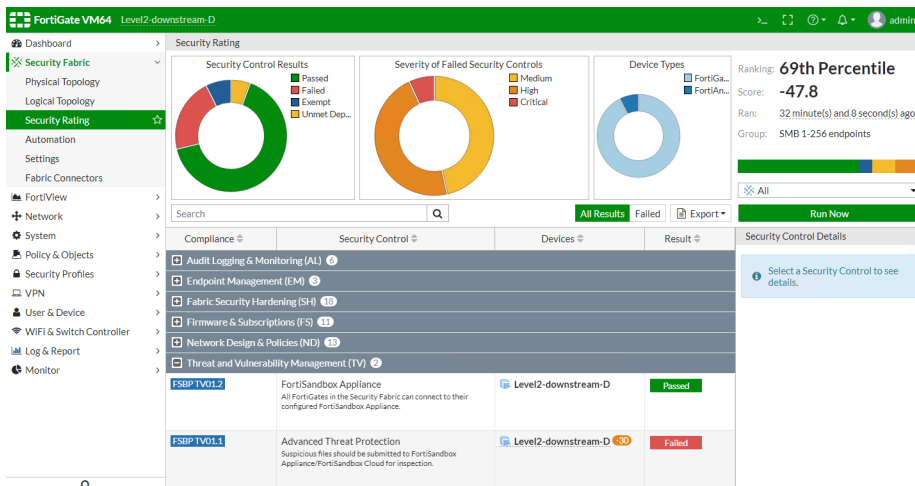 FortiGate VM64 Level2-downstream-D
admin
Dashboard
Security Fabric
Physical Topology
Logical Topology
Security Rating
Automation
Settings
Fabric Connectors
FortiView
Network
System
Policy & Objects
Security Profiles
VPN
User & Device
WiFi & Switch Controller
Log & Report
Monitor
Security Rating
Security Control Results
Passed
Failed
Exempt
Unmet Dep...
Severity of Failed Security Controls
Medium
High
Critical
Device Types
FortiGa...
FortiAn...
Ranking: 69th Percentile
Score: -47.8
Ran: 32 minute(s) and 8 second(s) ago
Group: SMB 1-256 endpoints
All
Run Now
Search
All Results Failed Export
Compliance Security Control Devices Result
Audit Logging & Monitoring (AL) 6
Endpoint Management (EM) 3
Fabric Security Hardening (SH) 18
Firmware & Subscriptions (FS) 11
Network Design & Policies (ND) 13
Threat and Vulnerability Management (TV) 2
FSBP TV01.2 FortiSandbox Appliance Level2-downstream-D Passed
All FortiGates in the Security Fabric can connect to their
configured FortiSandbox Appliance.
FSBP TV01.1 Advanced Threat Protection Level2-downstream-D -30 Failed
Suspicious files should be submitted to FortiSandbox
Appliance/FortiSandbox Cloud for inspection.
Security Control Details
Select a Security Control to see
details.